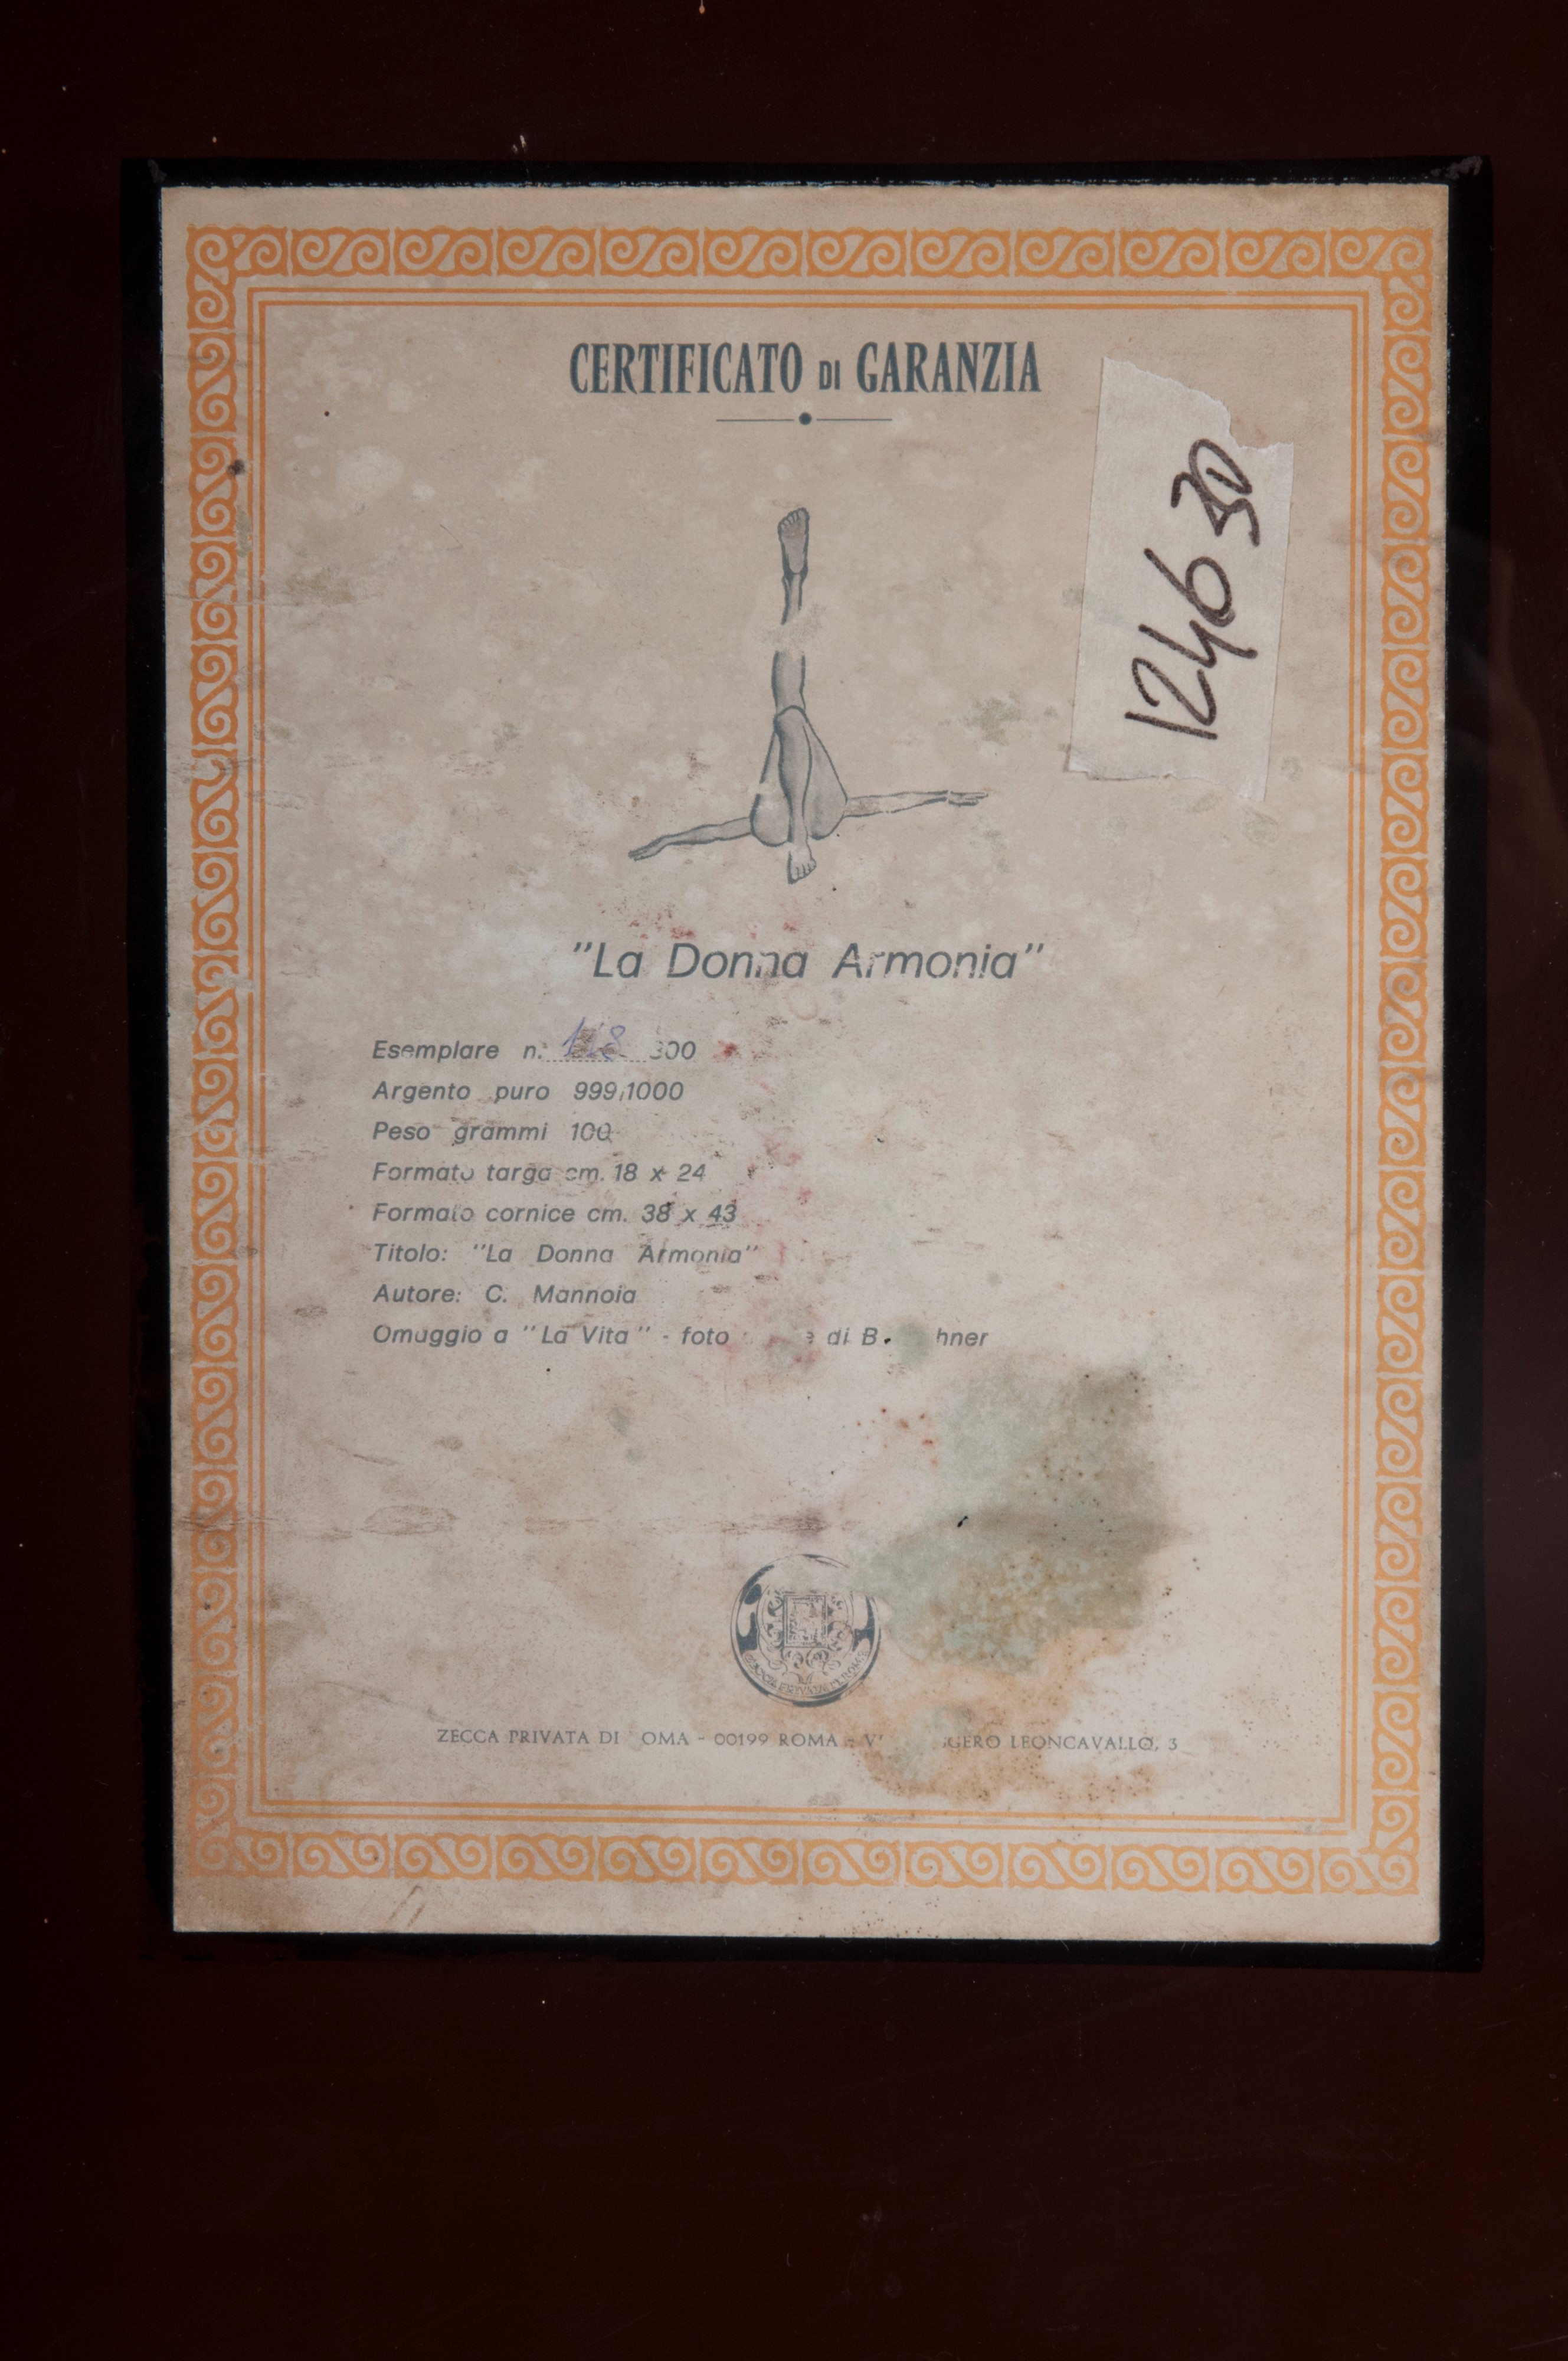 CERTIFICATO DI GARANZIA
124630
"La Donna Armonia"
Esemplare n.
Argento puro 999/1000
Peso grammi 100
Formato targa cm. 18 x 24
Formato cornice cm. 38 x 43
Titolo: "La Donna Armonia"
Autore: C. Mannoia
Omaggio a "La Vita" - foto di
ZECCA PRIVATA DI ROMA - 00199 ROMA - LEONCAVALLO, 3